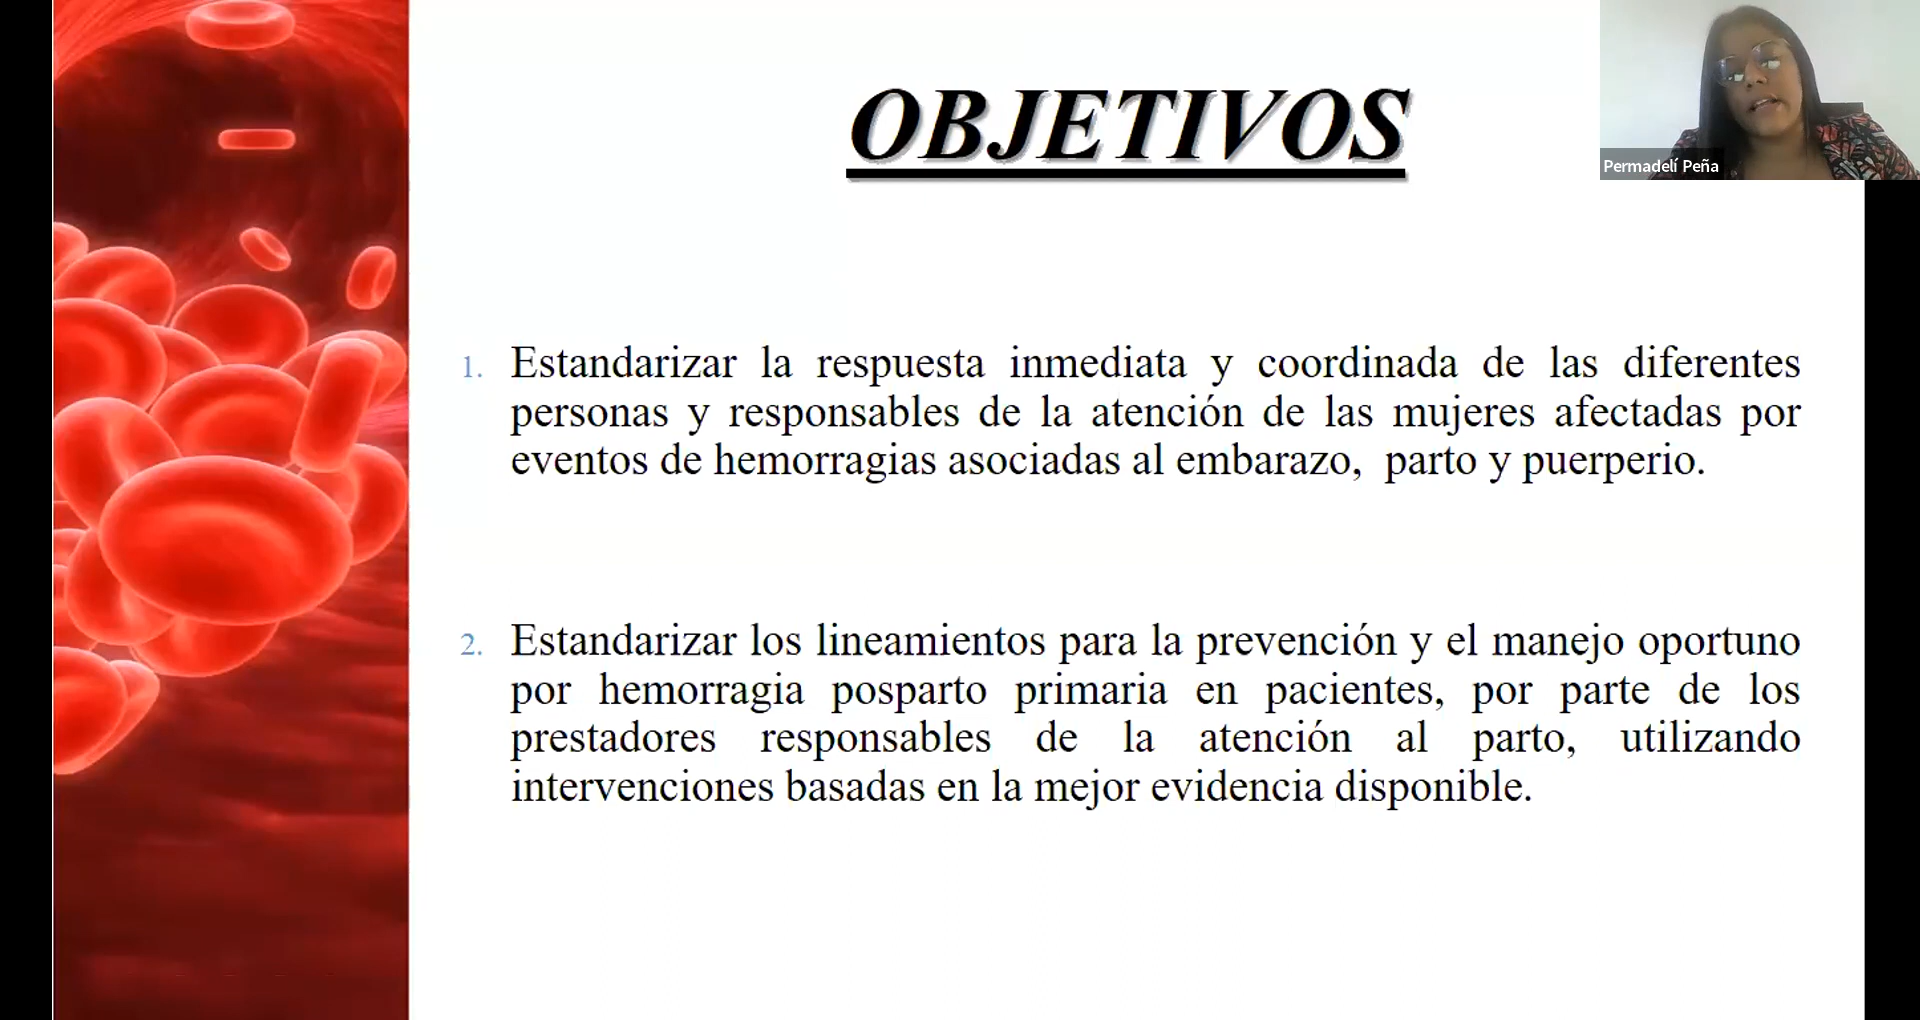 OBJETIVOS
Permadelí Peña
1. Estandarizar la respuesta inmediata y coordinada de las diferentes
personas y responsables de la atención de las mujeres afectadas por
eventos de hemorragias asociadas al embarazo, parto y puerperio.
2. Estandarizar los lineamientos para la prevención y el manejo oportuno
por hemorragia posparto primaria en pacientes, por parte de los
prestadores responsables de la atención al parto, utilizando
intervenciones basadas en la mejor evidencia disponible.